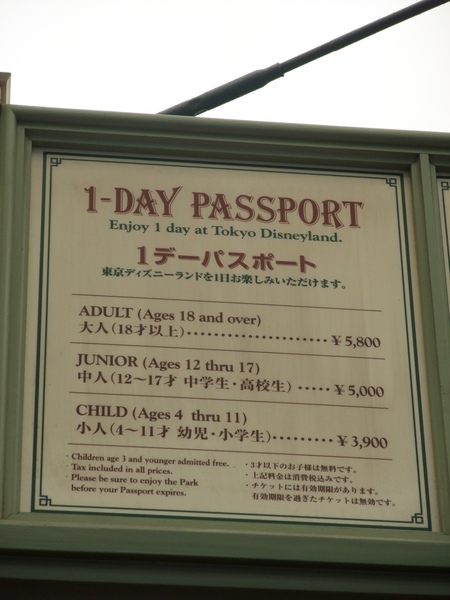 1-DAY PASSPORT
Enjoy 1 day at Tokyo Disneyland.
1デーパスポート
東京ディズニーランドを1日お楽しみいただけます。
ADULT (Ages 18 and over)
大人(18才以上)・・・・・・・・・・・・・・・・・・・・・¥5,800
JUNIOR (Ages 12 thru 17)
中人(12〜17才 中学生・高校生)・・・・・¥5,000
CHILD (Ages 4 thru 11)
小人(4〜11才 幼児・小学生)・・・・・・・・・¥3,900
· Children age 3 and younger admitted free.
· Tax included in all prices.
· Please be sure to enjoy the Park
before your Passport expires.
・3才以下のお子様は無料です。
・上記料金は消費税込みです。
・チケットには有効期限があります。
有効期限を過ぎたチケットは無効です。